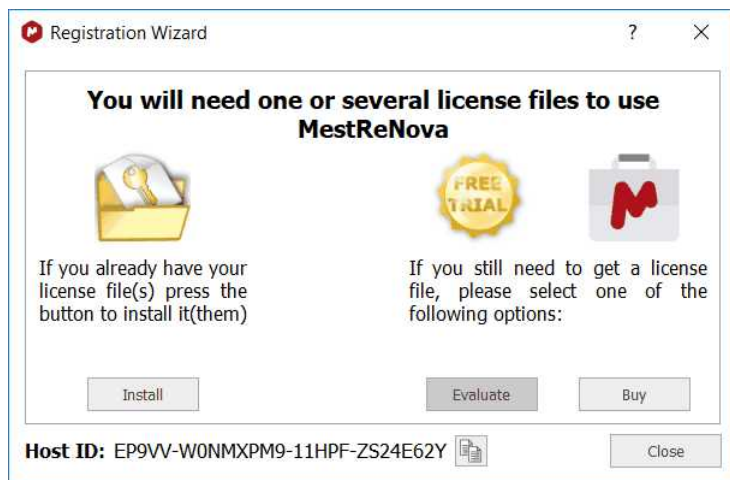 Registration Wizard
You will need one or several license files to use
MestReNova
FREE
TRIAL
If you already have your
license file(s) press the
button to install it(them)
If you still need to get a license
file, please select one of the
following options:
Install
Evaluate
Buy
Host ID: EP9VV-W0NMXPM9-11HPF-ZS24E62Y
Close